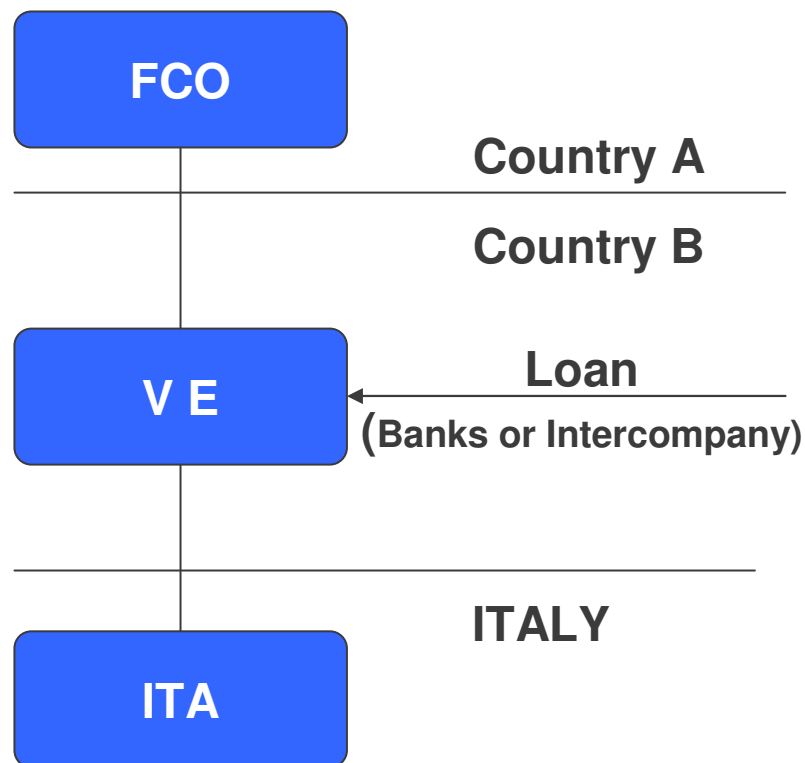 FCO
Country A
Country B
V E
Loan
(Banks or Intercompany)
ITALY
ITA